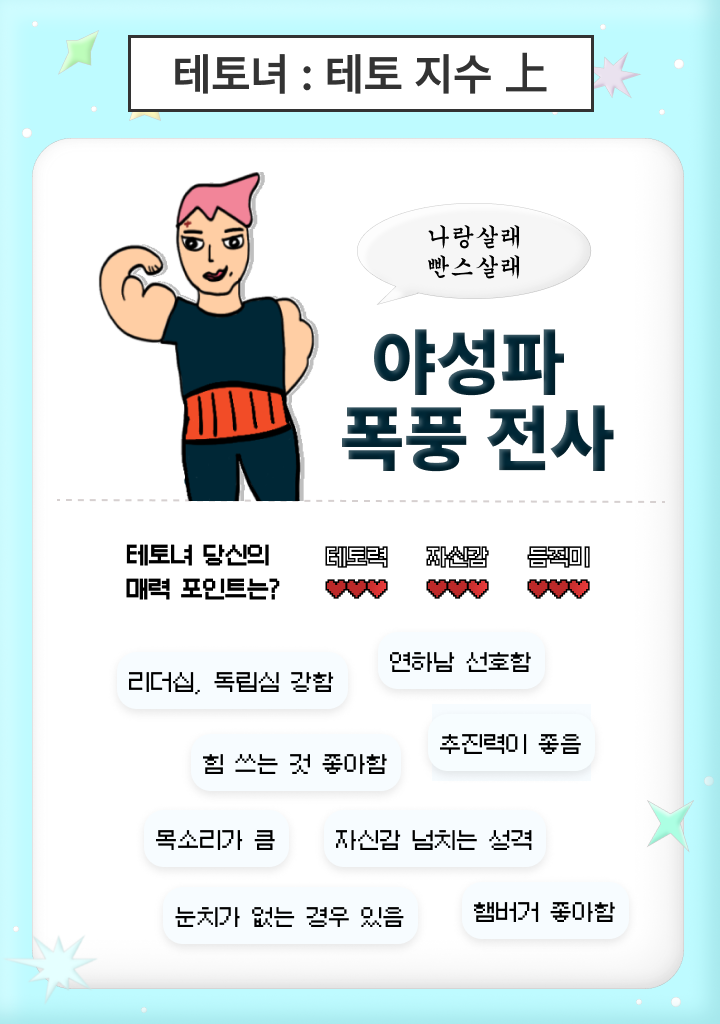 테토녀 : 테토 지수 上
나랑살래
빤스살래
야성파
폭풍 전사
테토녀 당신의
매력 포인트는?
테토력 자신감 듬직미
연하남 선호함
리더십, 독립심 강함
추진력이 좋음
힘 쓰는 것 좋아함
목소리가 큼
자신감 넘치는 성격
눈치가 없는 경우 있음
햄버거 좋아함